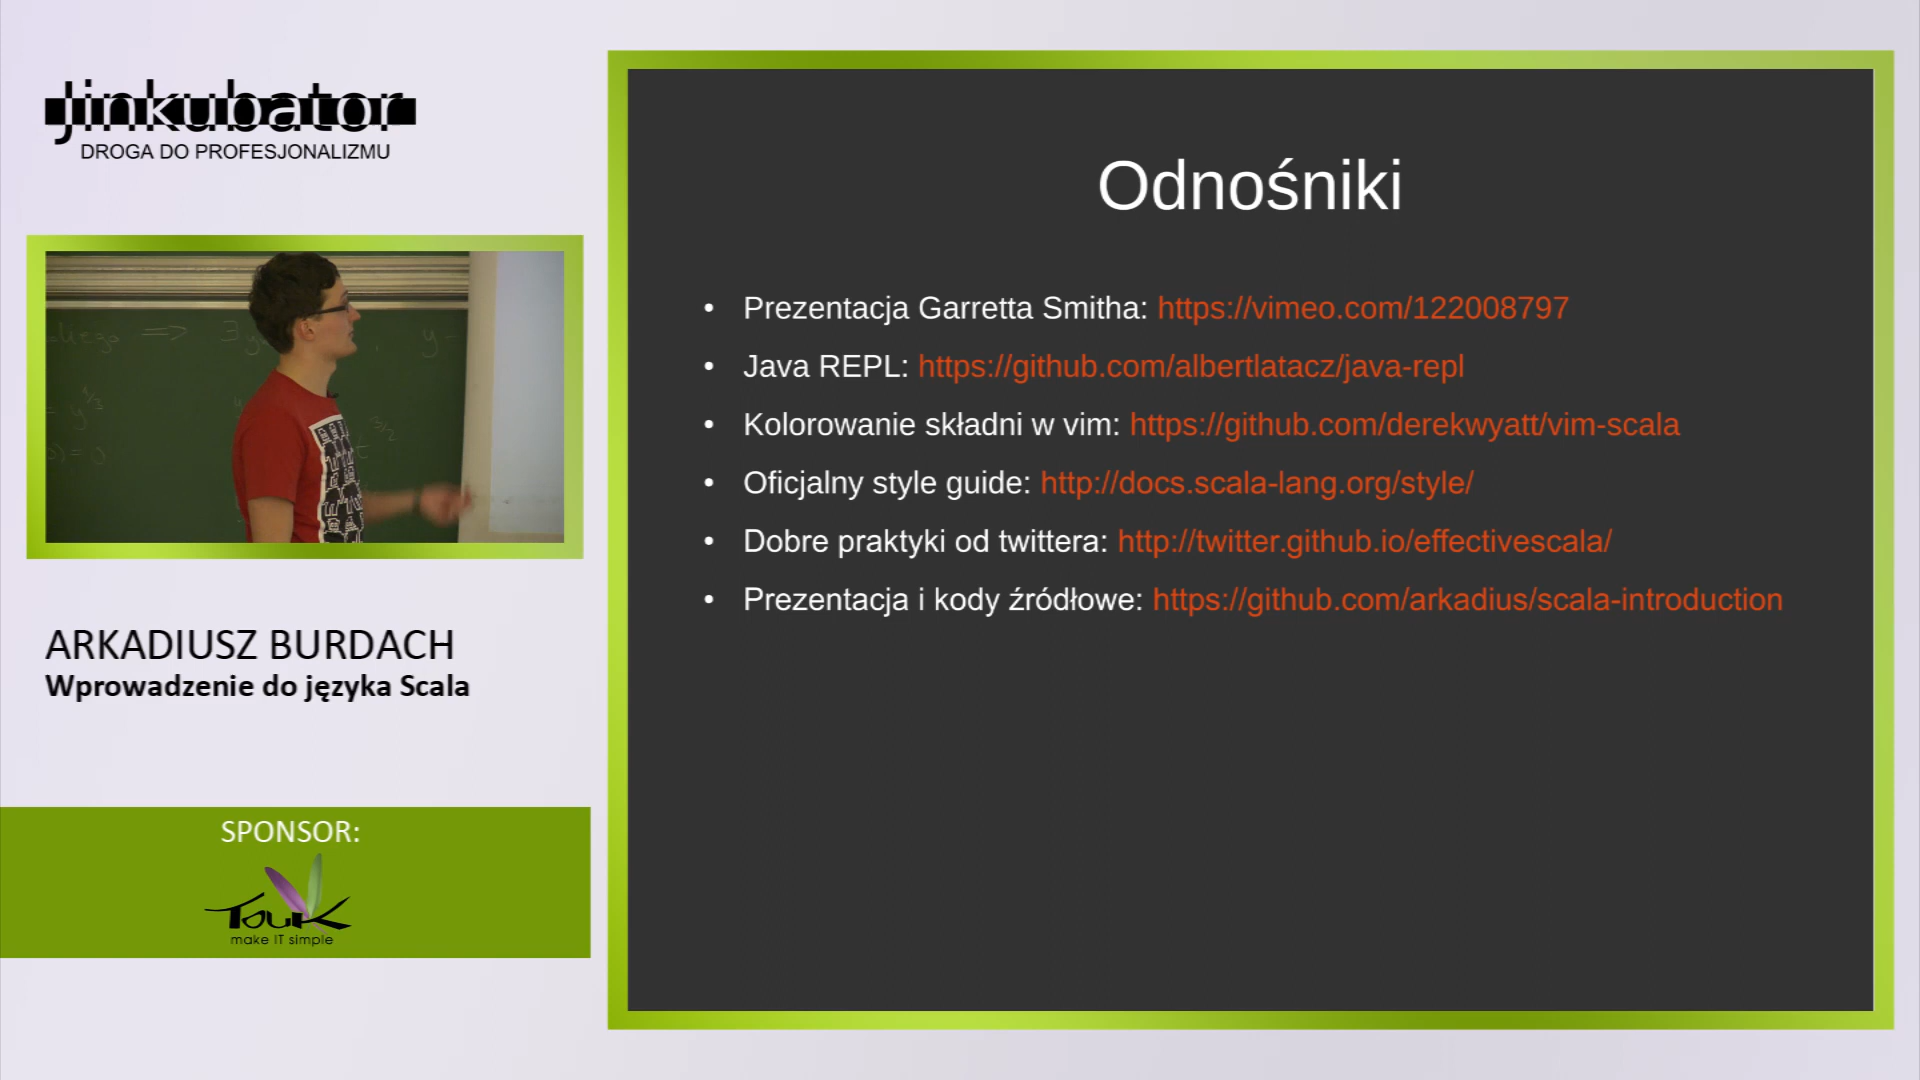 Jinkubator
DROGA DO PROFESJONALIZMU
ARKADIUSZ BURDACH
Wprowadzenie do języka Scala
SPONSOR:
Touk
make IT simple
Odnośniki
• Prezentacja Garretta Smitha: https://vimeo.com/122008797
• Java REPL: https://github.com/albertlatacz/java-repl
• Kolorowanie składni w vim: https://github.com/derekwyatt/vim-scala
• Oficjalny style guide: http://docs.scala-lang.org/style/
• Dobre praktyki od twittera: http://twitter.github.io/effectivescala/
• Prezentacja i kody źródłowe: https://github.com/arkadius/scala-introduction